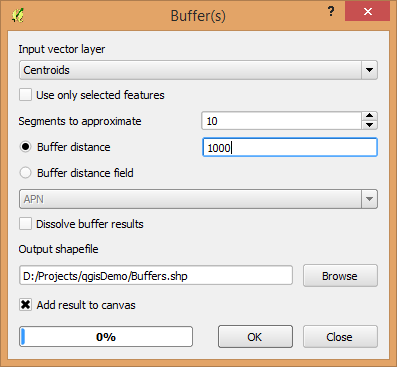 Buffer(s)
?
Input vector layer
Centroids
Use only selected features
Segments to approximate
10
Buffer distance
1000
Buffer distance field
APN
Dissolve buffer results
Output shapefile
D:/Projects/qgisDemo/Buffers.shp
Browse
Add result to canvas
0%
OK
Close